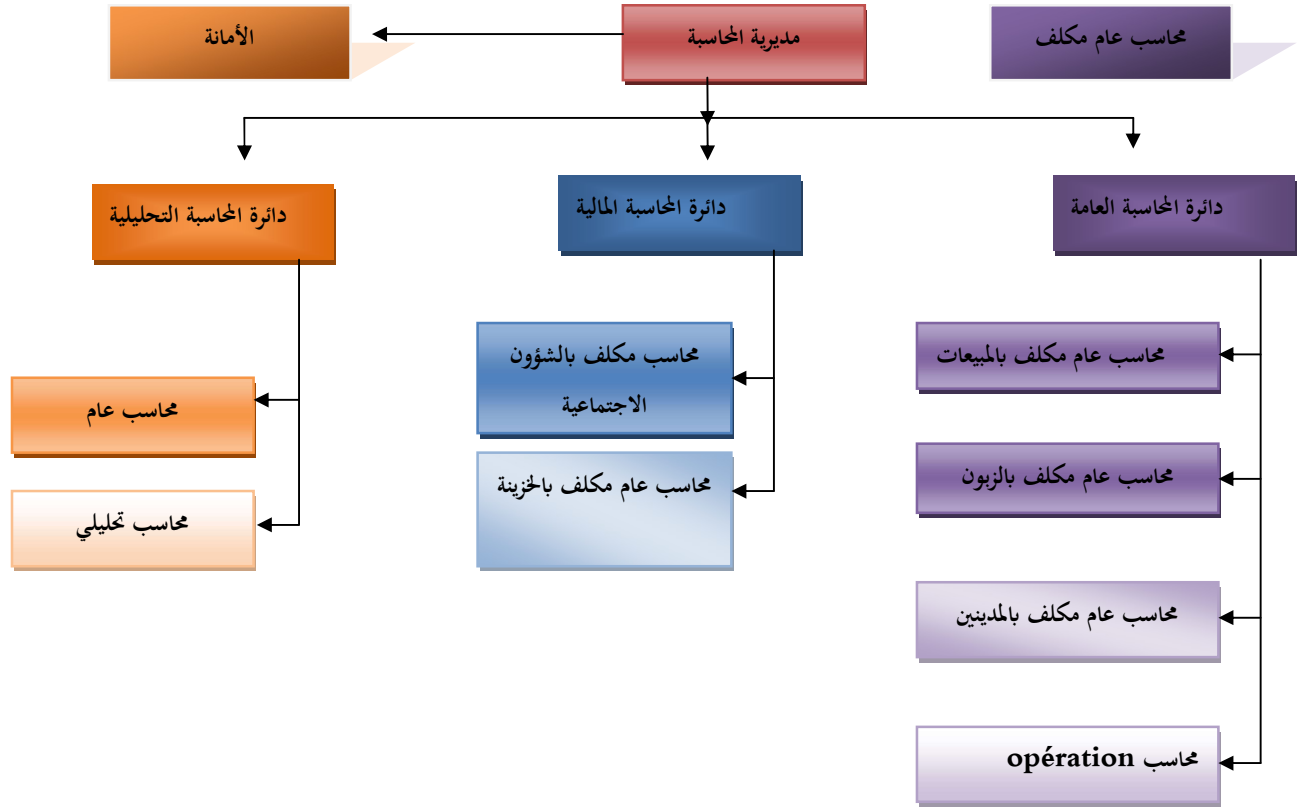 محاسب عام مكلف
مديرية المحاسبة
الأمانة
دائرة المحاسبة العامة
دائرة المحاسبة المالية
دائرة المحاسبة التحليلية
محاسب عام مكلف بالمبيعات
محاسب عام مكلف بالزبون
محاسب عام مكلف بالمدينين
محاسب opération
محاسب مكلف بالشؤون
الاجتماعية
محاسب عام مكلف بالخزينة
محاسب عام
محاسب تحليلي